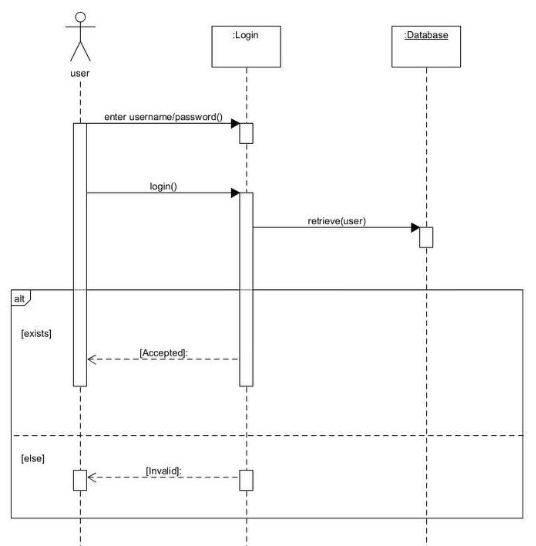 :Login
:Database
user
enter username/password()
login()
retrieve(user)
alt
[exists]
[Accepted]:
[else]
[Invalid]: